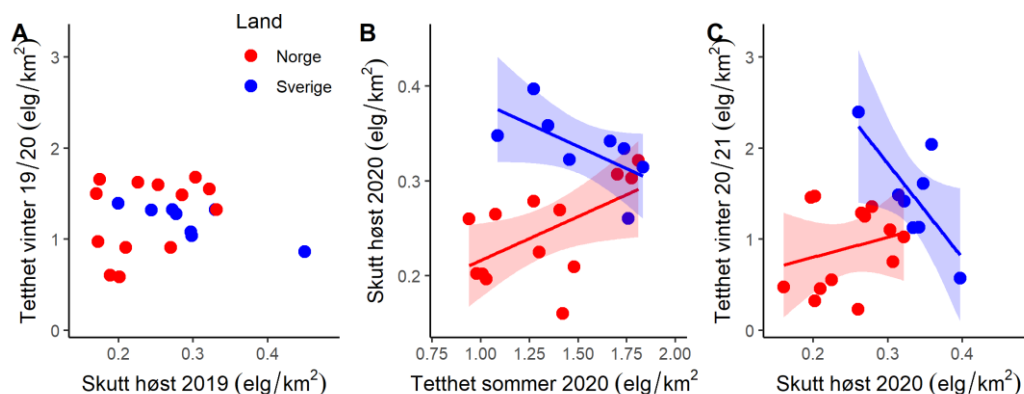 A
Land
Norge
Sverige
Tetthet vinter 19/20 (elg/km²)
3
2
1
0
0.2 0.3 0.4
Skutt høst 2019 (elg/km²)
B
Skutt høst 2020 (elg/km²)
0.4
0.3
0.2
0.75 1.00 1.25 1.50 1.75 2.00
Tetthet sommer 2020 (elg/km²
C
Tetthet vinter 20/21 (elg/km²)
3
2
1
0
0.2 0.3 0.4
Skutt høst 2020 (elg/km²)